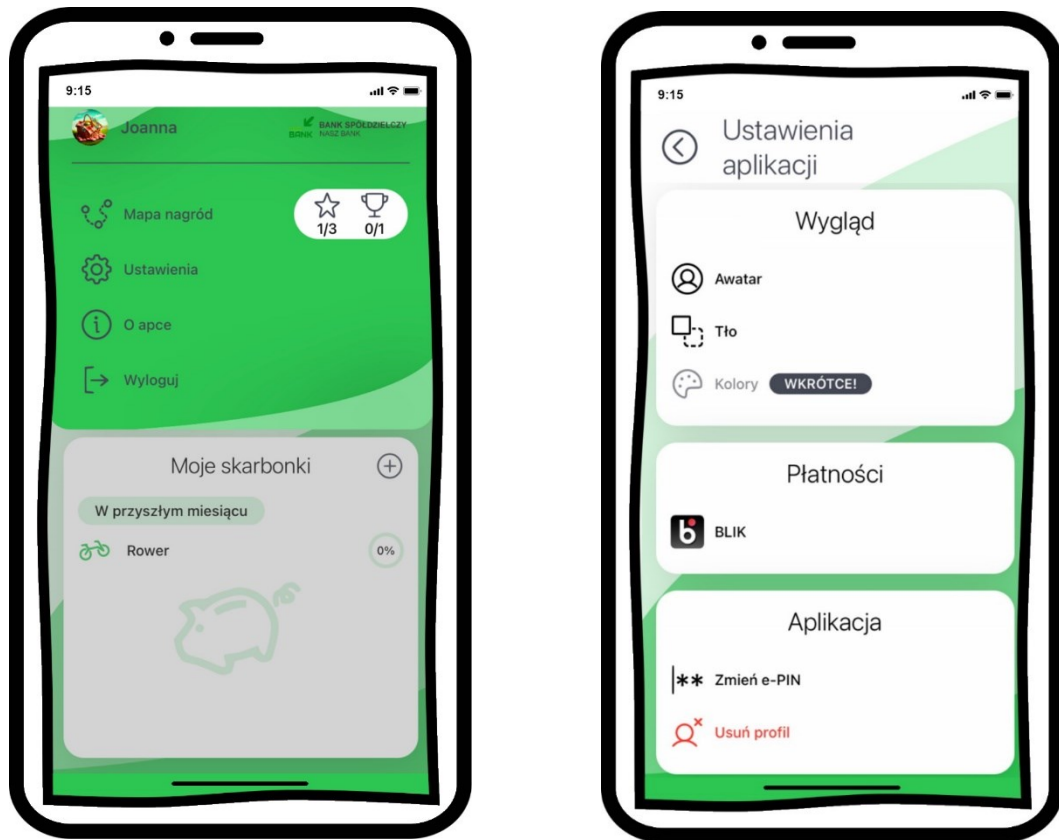 9:15
Joanna
BANK
BANK SPÓŁDZIELCZY
NASZ BANK
Mapa nagród
1/3
0/1
Ustawienia
O apce
Wyloguj
Moje skarbonki
W przyszłym miesiącu
Rower
0%
9:15
Ustawienia
aplikacji
Wygląd
Awatar
Tło
Kolory WKRÓTCE!
Płatności
BLIK
Aplikacja
Zmień e-PIN
Usuń profil